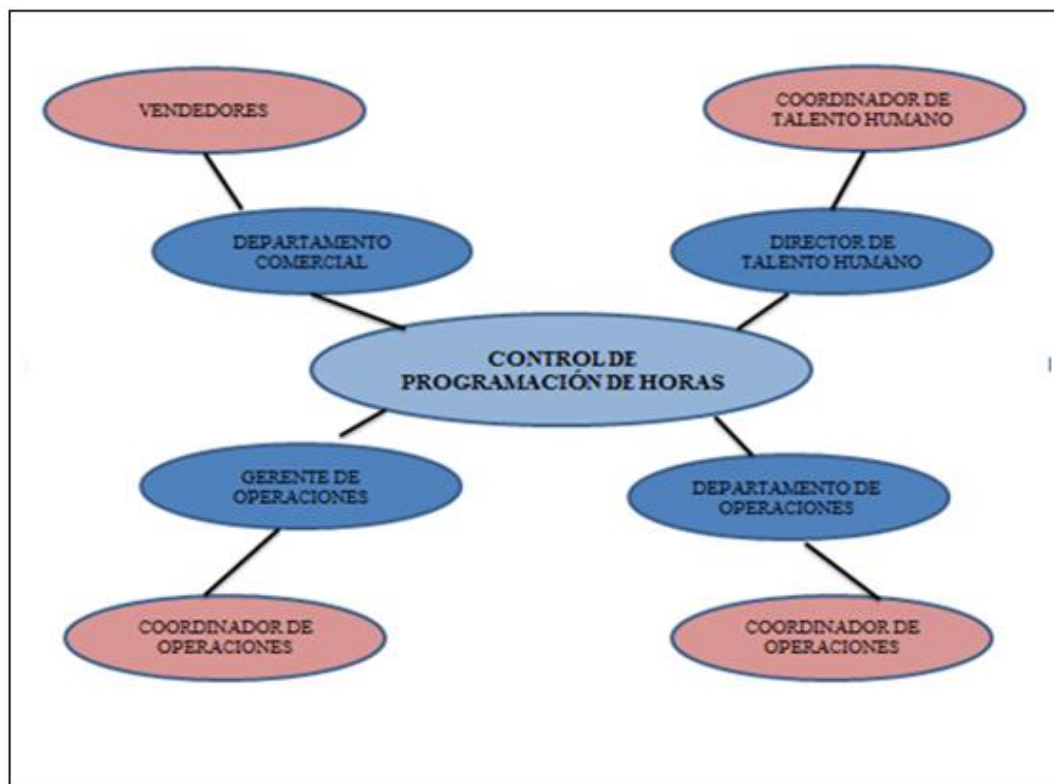 VENDEDORES
COORDINADOR DE
TALENTO HUMANO
DEPARTAMENTO
COMERCIAL
DIRECTOR DE
TALENTO HUMANO
CONTROL DE
PROGRAMACIÓN DE HORAS
GERENTE DE
OPERACIONES
DEPARTAMENTO DE
OPERACIONES
COORDINADOR DE
OPERACIONES
COORDINADOR DE
OPERACIONES